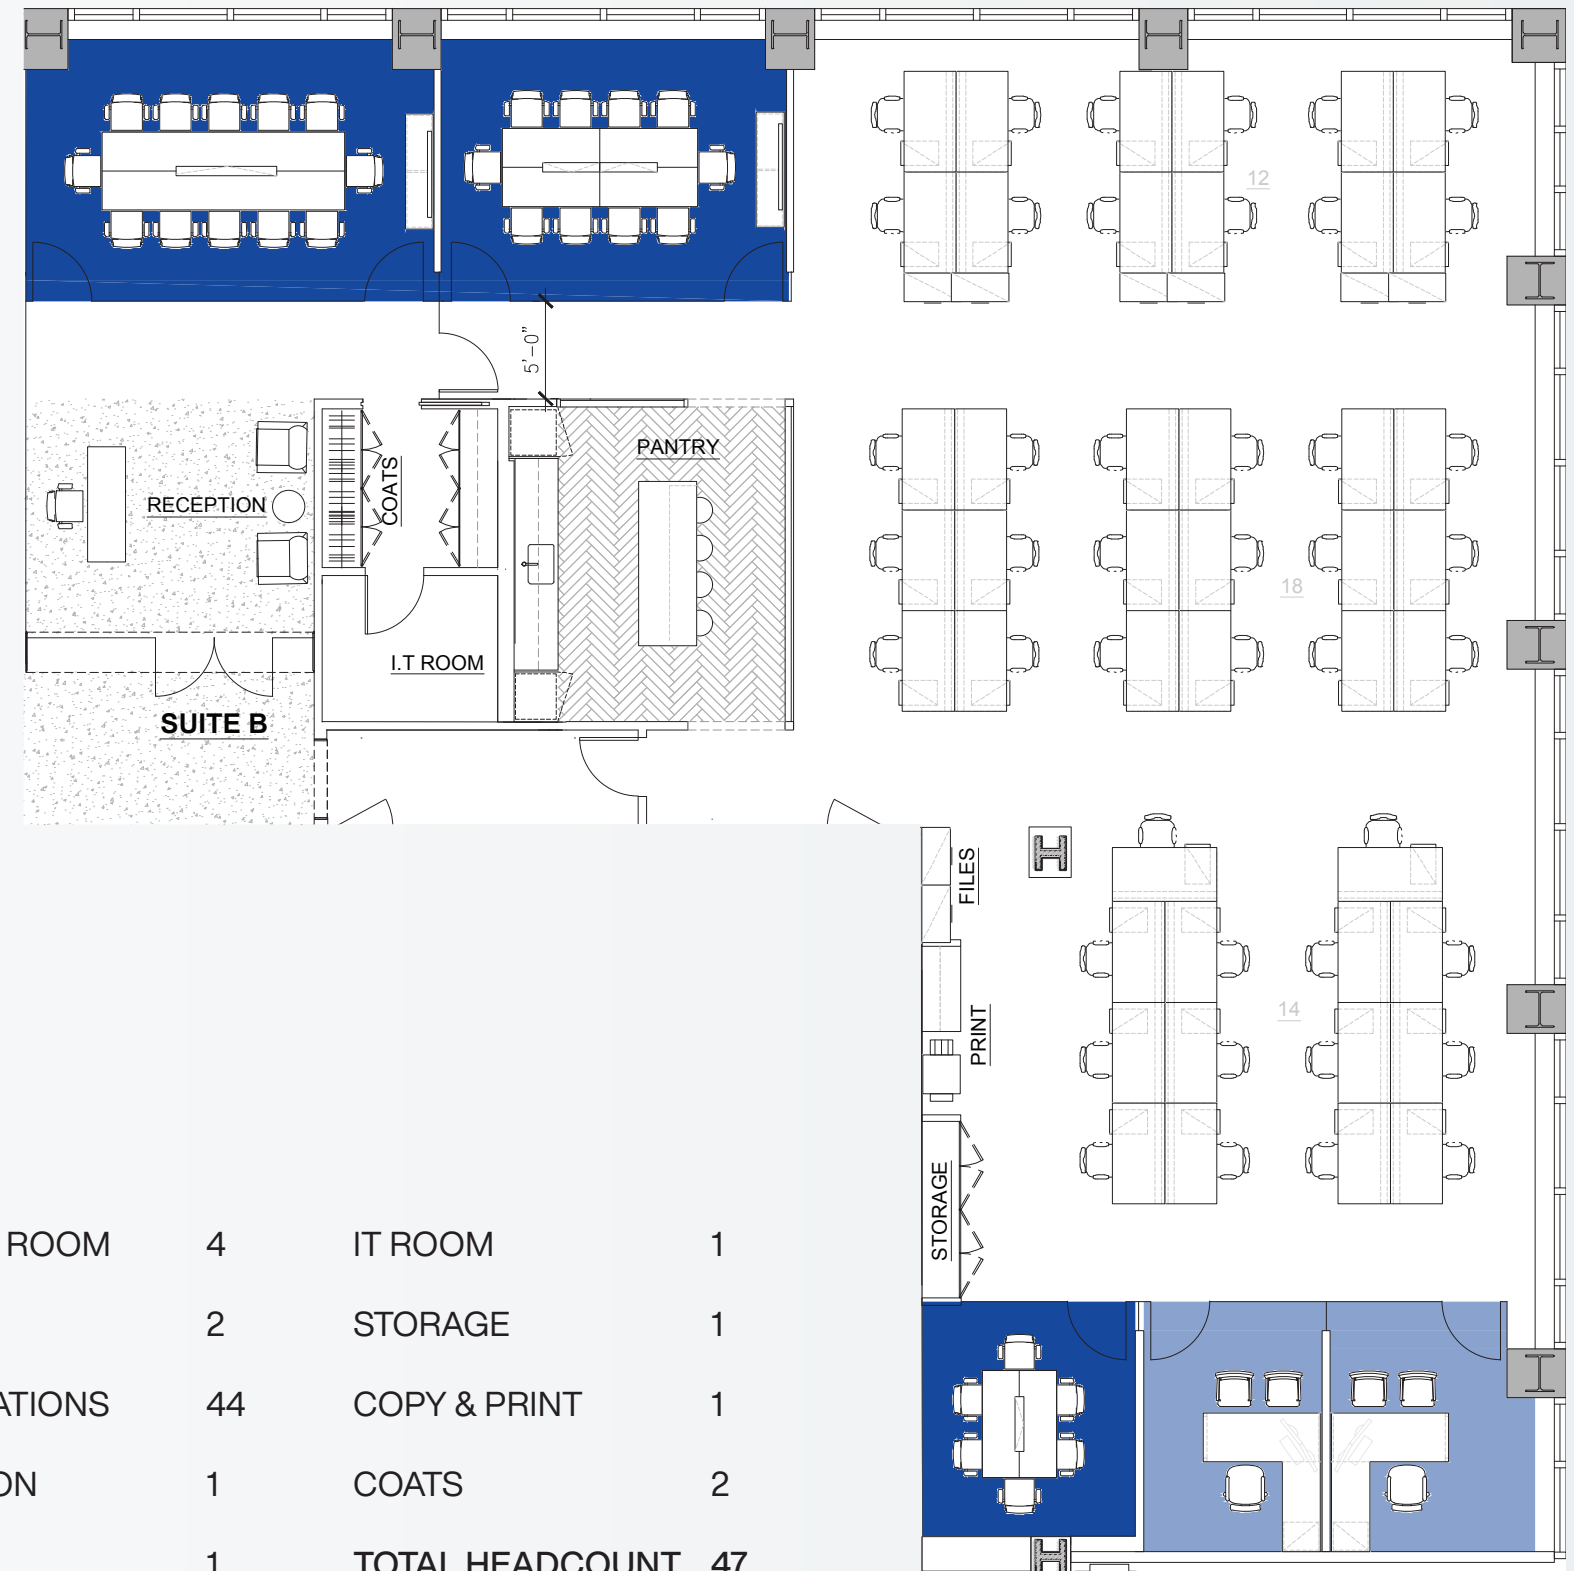 12
5'-0"
PANTRY
COATS
RECEPTION
18
I.T ROOM
SUITE B
FILES
14
PRINT
STORAGE
ROOM 4 IT ROOM 1
2 STORAGE 1
ATIONS 44 COPY & PRINT 1
ON 1 COATS 2
1 TOTAL HEADCOUNT 47